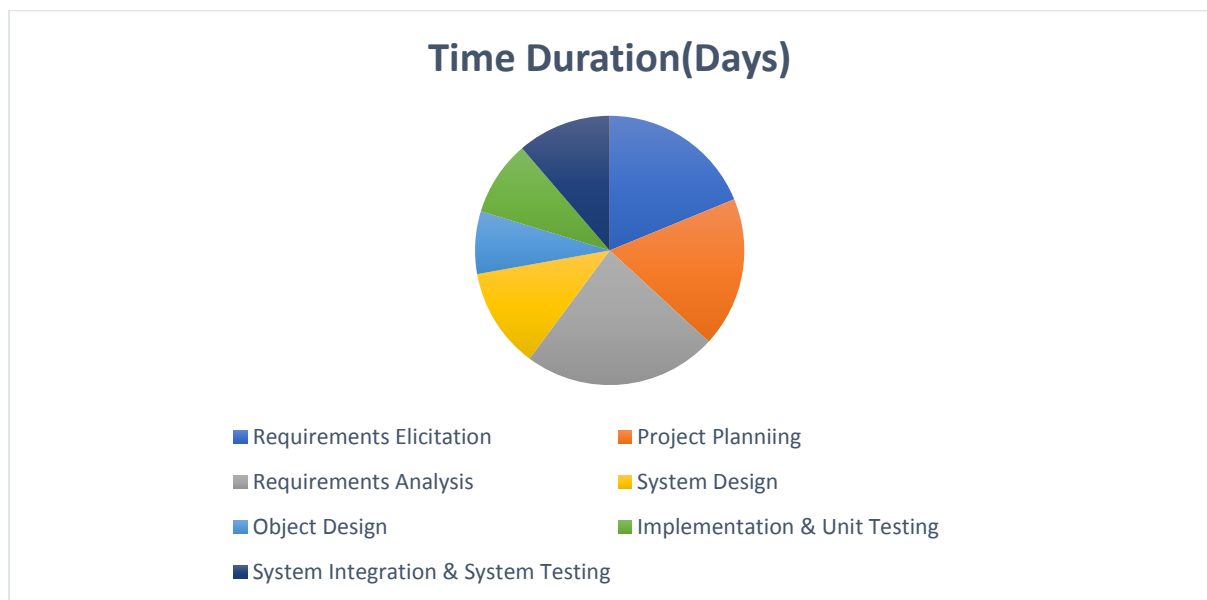 Time Duration(Days)
Requirements Elicitation
Project Planniing
Requirements Analysis
System Design
Object Design
Implementation & Unit Testing
System Integration & System Testing